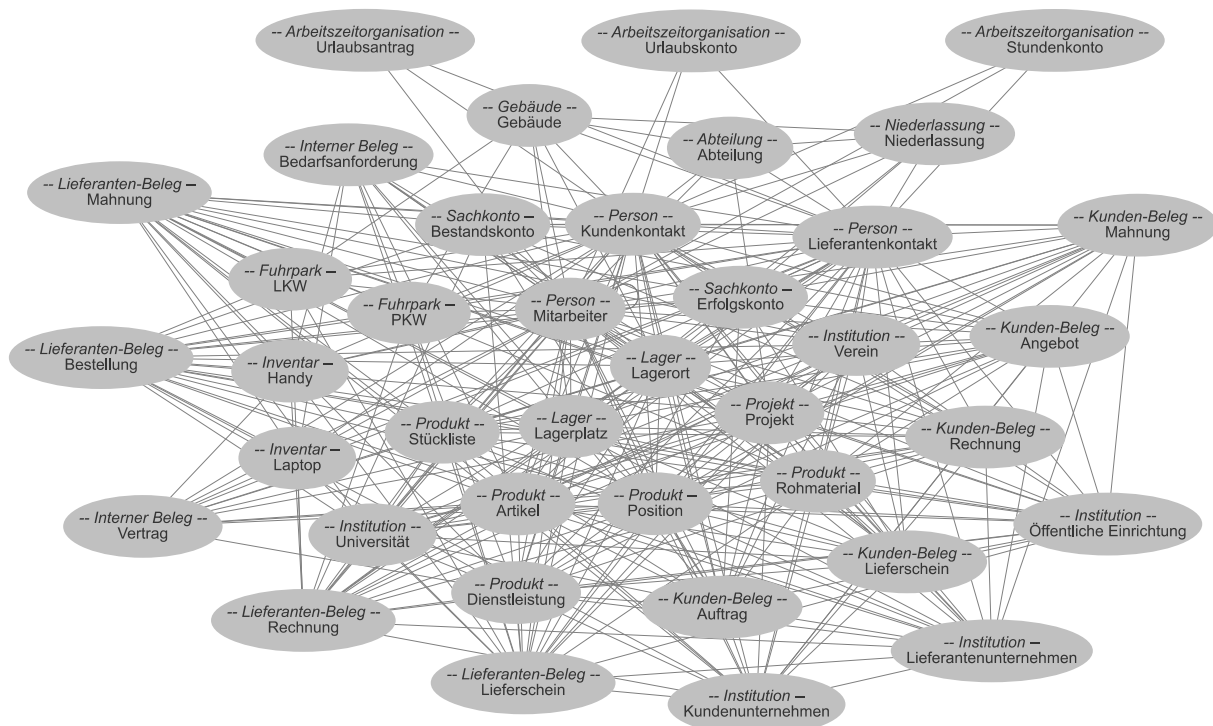 -- Arbeitszeitorganisation --
Urlaubsantrag
-- Arbeitszeitorganisation --
Urlaubskonto
-- Arbeitszeitorganisation --
Stundenkonto
-- Gebäude --
Gebäude
-- Abteilung --
Abteilung
-- Niederlassung --
Niederlassung
-- Interner Beleg --
Bedarfsanforderung
-- Lieferanten-Beleg –
Mahnung
-- Sachkonto –
Bestandskonto
-- Person --
Kundenkontakt
-- Person --
Lieferantenkontakt
-- Kunden-Beleg --
Mahnung
-- Fuhrpark –
LKW
-- Fuhrpark –
PKW
-- Person --
Mitarbeiter
-- Sachkonto –
Erfolgskonto
-- Institution --
Verein
-- Kunden-Beleg --
Angebot
-- Lieferanten-Beleg --
Bestellung
-- Inventar –
Handy
-- Lager --
Lagerort
-- Produkt --
Stückliste
-- Lager --
Lagerplatz
-- Projekt --
Projekt
-- Kunden-Beleg --
Rechnung
-- Inventar –
Laptop
-- Produkt --
Artikel
-- Produkt –
Position
-- Produkt --
Rohmaterial
-- Interner Beleg --
Vertrag
-- Institution --
Universität
-- Institution --
Öffentliche Einrichtung
-- Kunden-Beleg --
Lieferschein
-- Produkt --
Dienstleistung
-- Kunden-Beleg --
Auftrag
-- Lieferanten-Beleg --
Rechnung
-- Institution –
Lieferantenunternehmen
-- Lieferanten-Beleg --
Lieferschein
-- Institution –
Kundenunternehmen